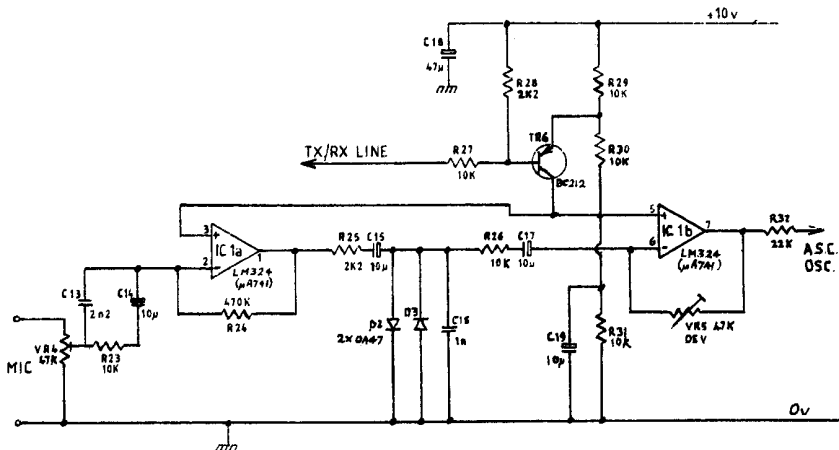 +10v
C18
47µ
R28
2K2
R29
10K
TR6
R27
10K
TX/RX LINE
R30
10K
BC212
3
+
IC 1a
1
2
-
LM324
(µA741)
R25
2K2
C15
10µ
R26
10K
C17
10µ
5
+
IC 1b
7
6
-
LM324
(µA741)
R32
22K
A.S.C.
OSC.
C13
2n2
C14
10µ
470K
R24
D2
2x OA47
D3
1n
C19
10µ
R31
10K
VR5 47K
DEV
VR4
47K
R23
10K
MIC
0v